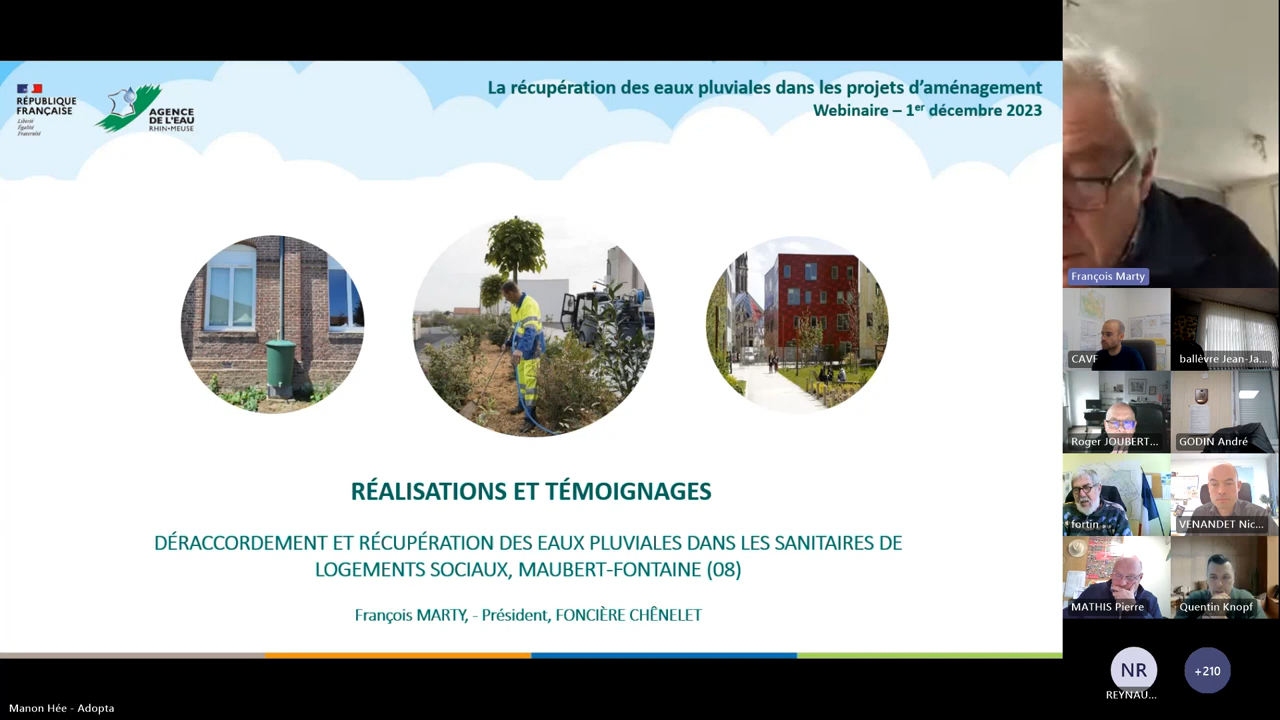 La récupération des eaux pluviales dans les projets d'aménagement
Webinaire – 1er décembre 2023
RÉPUBLIQUE
FRANÇAISE
Liberté
Égalité
Fraternité
AGENCE
DE L'EAU
RHIN•MEUSE
RÉALISATIONS ET TÉMOIGNAGES
DÉRACCORDEMENT ET RÉCUPÉRATION DES EAUX PLUVIALES DANS LES SANITAIRES DE
LOGEMENTS SOCIAUX, MAUBERT-FONTAINE (08)
François MARTY, - Président, FONCIÈRE CHÊNELET
François Marty
CAVF
ballèvre Jean-Ja...
Roger JOUBERT...
GODIN André
fortin
VENANDET Nic...
MATHIS Pierre
Quentin Knopf
NR
+210
REYNAU...
Manon Hée - Adopta